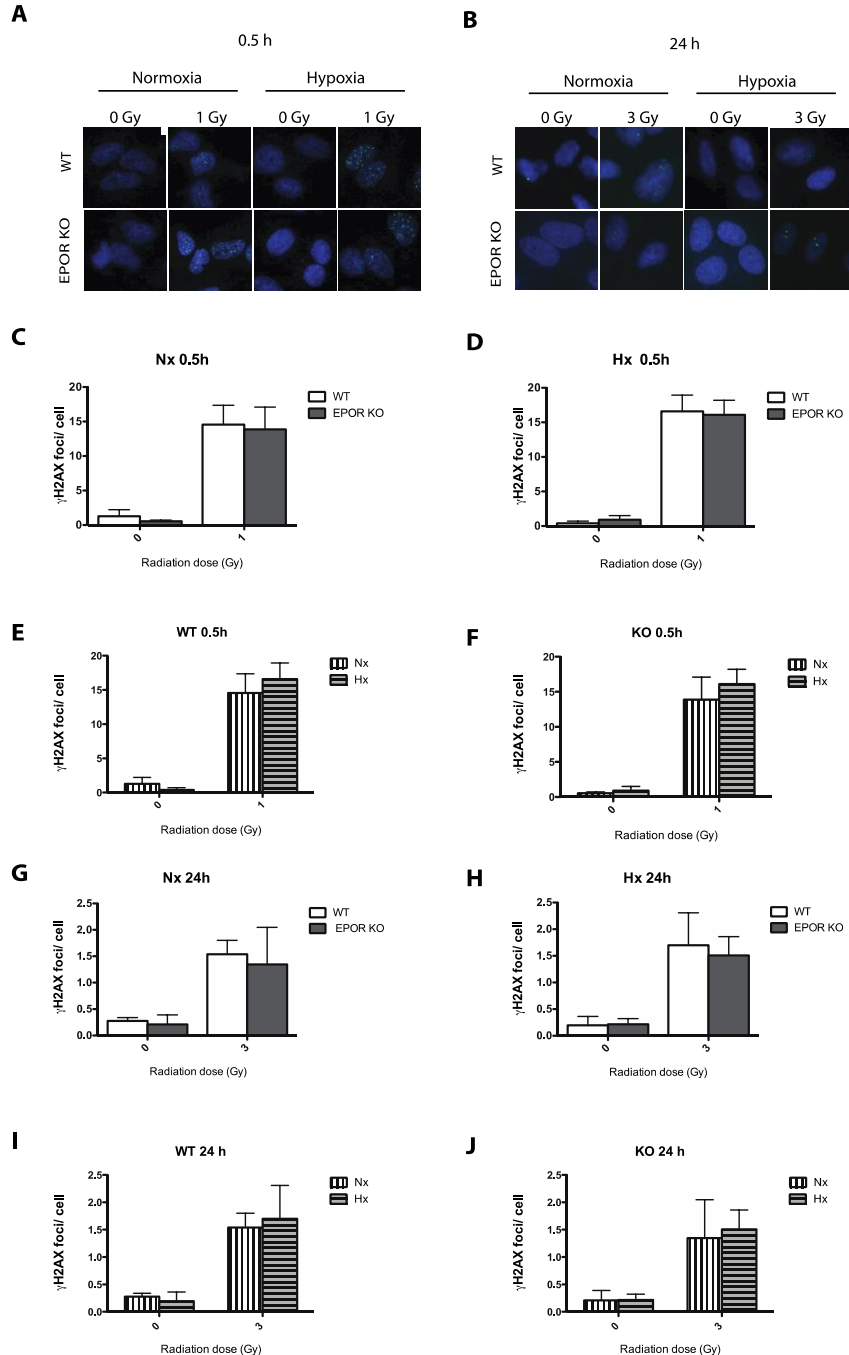 A
0.5 h
Normoxia Hypoxia
0 Gy 1 Gy 0 Gy 1 Gy
WT
EPOR KO
B
24 h
Normoxia Hypoxia
0 Gy 3 Gy 0 Gy 3 Gy
WT
EPOR KO
C
Nx 0.5h
γH2AX foci/ cell
20
15
10
5
0
0 1
Radiation dose (Gy)
WT
EPOR KO
D
Hx 0.5h
γH2AX foci/ cell
20
15
10
5
0
0 1
Radiation dose (Gy)
WT
EPOR KO
E
WT 0.5h
γH2AX foci/ cell
20
15
10
5
0
0 1
Radiation dose (Gy)
Nx
Hx
F
KO 0.5h
γH2AX foci/ cell
20
15
10
5
0
0 1
Radiation dose (Gy)
Nx
Hx
G
Nx 24h
γH2AX foci/ cell
2.5
2.0
1.5
1.0
0.5
0.0
0 3
Radiation dose (Gy)
WT
EPOR KO
H
Hx 24h
γH2AX foci/ cell
2.5
2.0
1.5
1.0
0.5
0.0
0 3
Radiation dose (Gy)
WT
EPOR KO
I
WT 24 h
γH2AX foci/ cell
2.5
2.0
1.5
1.0
0.5
0.0
0 3
Radiation dose (Gy)
Nx
Hx
J
KO 24 h
γH2AX foci/ cell
2.5
2.0
1.5
1.0
0.5
0.0
0 3
Radiation dose (Gy)
Nx
Hx